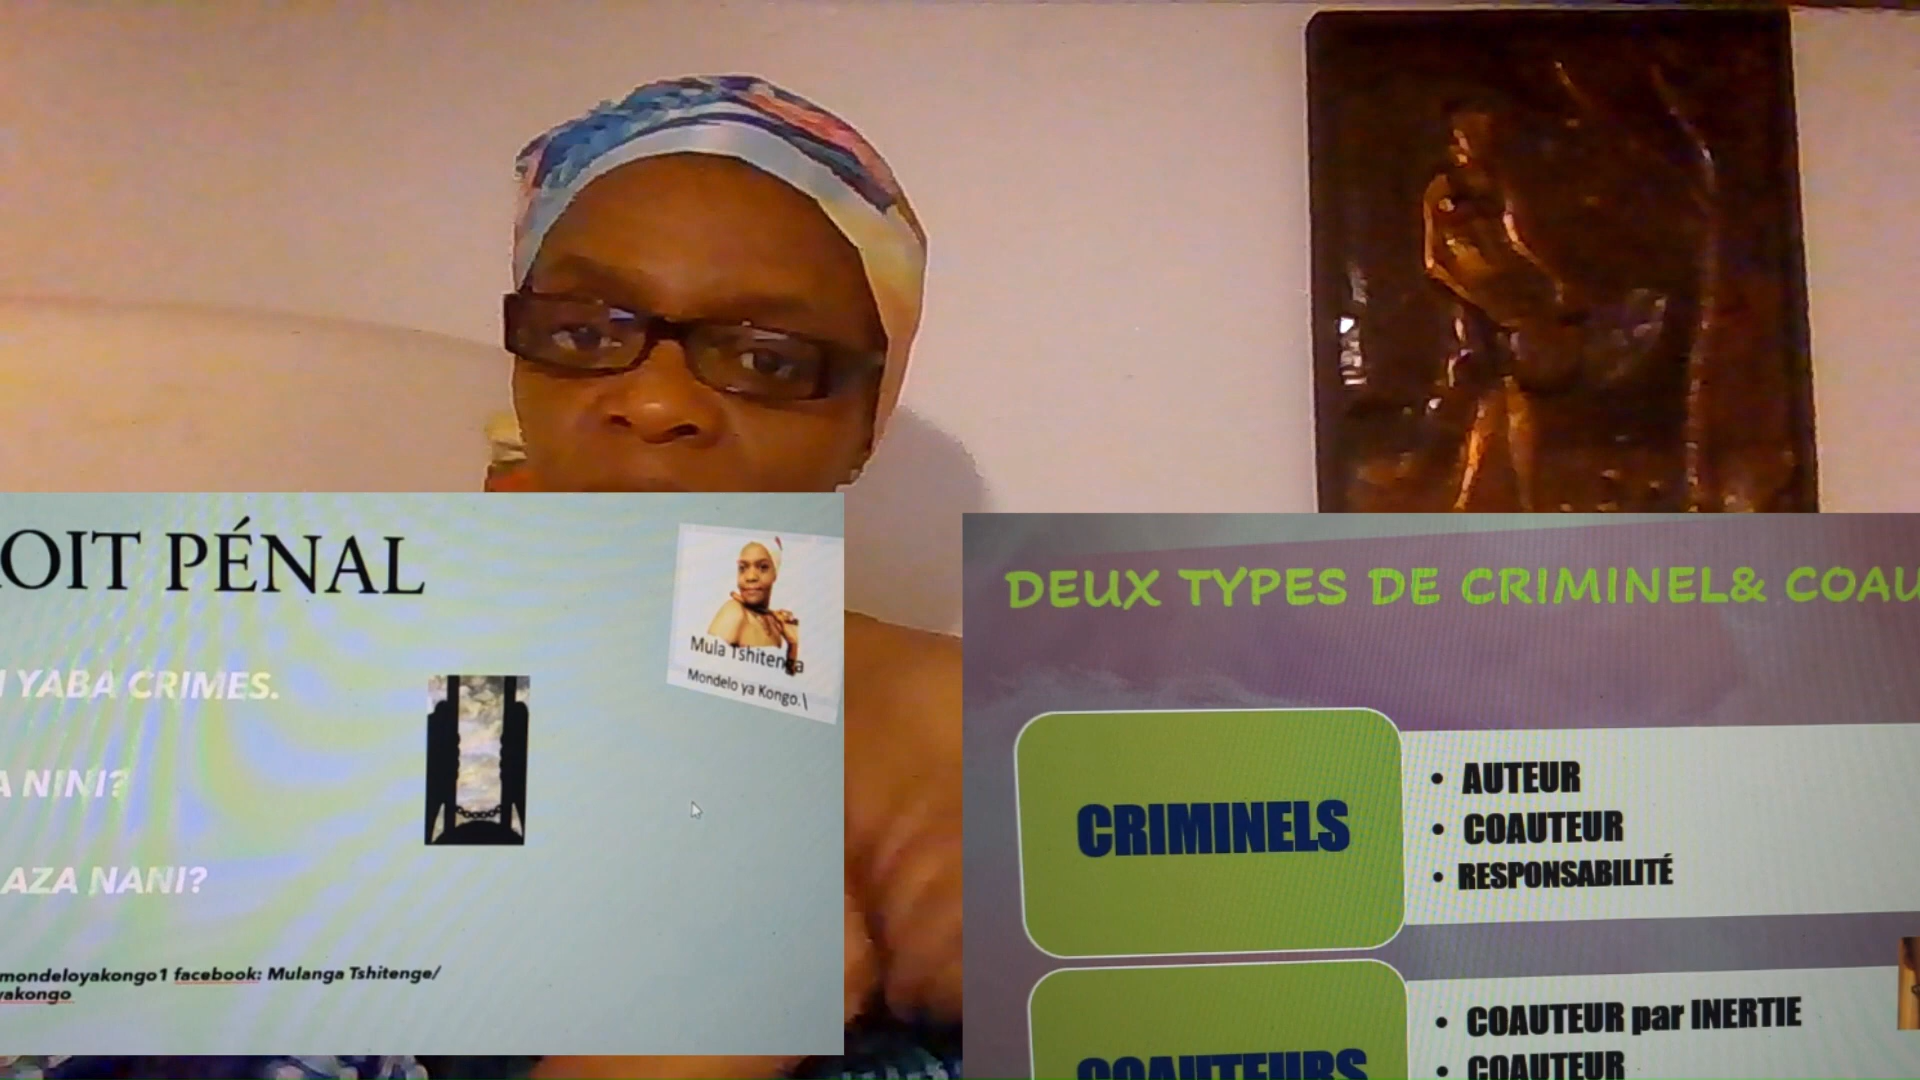 OIT PÉNAL
YABA CRIMES.
NINI?
AZA NANI?
Mula Tshitenga
Mondelo ya Kongo.\
mondeloyakongo1 facebook: Mulanga Tshitenge/
yakongo
DEUX TYPES DE CRIMINEL& COAU
CRIMINELS
• AUTEUR
• COAUTEUR
• RESPONSABILITÉ
COAUTEURS
• COAUTEUR par INERTIE
• COAUTEUR